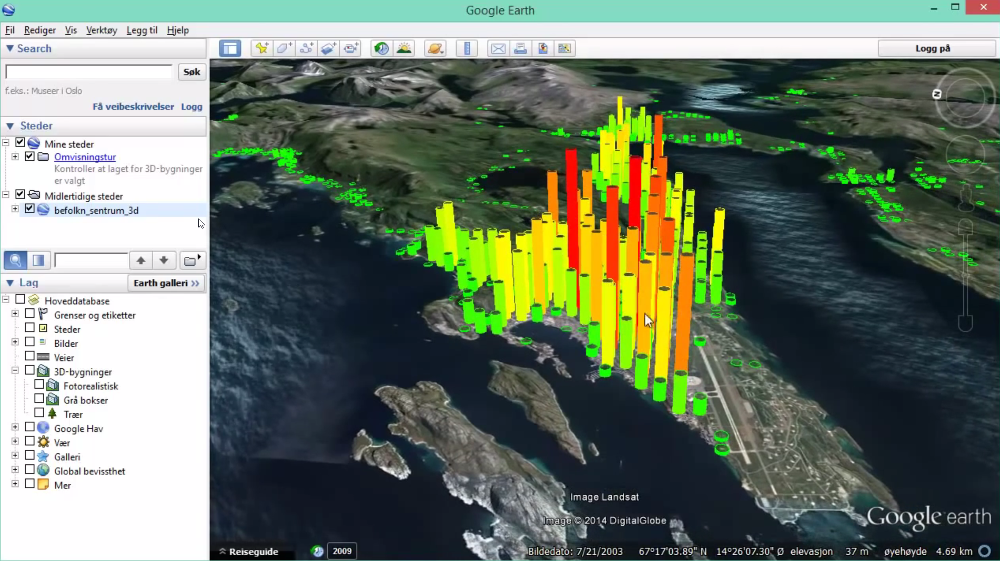 Google Earth
Fil Rediger Vis Verktøy Legg til Hjelp
Search
Logg på
Søk
f.eks.: Museer i Oslo
Få veibeskrivelser Logg
Steder
Mine steder
Omvisningstur
Kontroller at laget for 3D-bygninger
er valgt
Midlertidige steder
befolkn_sentrum_3d
Lag
Earth galleri >>
Hoveddatabase
Grenser og etiketter
Steder
Bilder
Veier
3D-bygninger
Fotorealistisk
Grå bokser
Trær
Google Hav
Vær
Galleri
Global bevissthet
Mer
N
Image Landsat
Image © 2014 DigitalGlobe
Google earth
Reiseguide
2009
Bildedato: 7/21/2003 67°17'03.89" N 14°26'07.30" Ø elevasjon 37 m øyehøyde 4.69 km